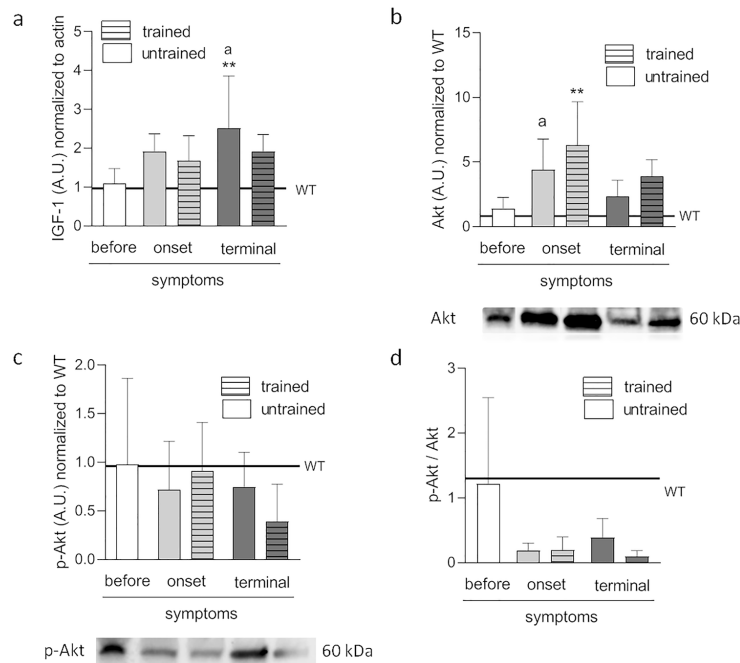 a
IGF-1 (A.U.) normalized to actin
5
4
3
2
1
0
trained
untrained
a
**
WT
before onset terminal
symptoms
b
Akt (A.U.) normalized to WT
15
10
5
0
trained
untrained
a
**
WT
before onset terminal
symptoms
Akt 60 kDa
c
p-Akt (A.U.) normalized to WT
2.0
1.5
1.0
0.5
0.0
trained
untrained
WT
before onset terminal
symptoms
p-Akt 60 kDa
d
p-Akt / Akt
3
2
1
0
trained
untrained
WT
before onset terminal
symptoms